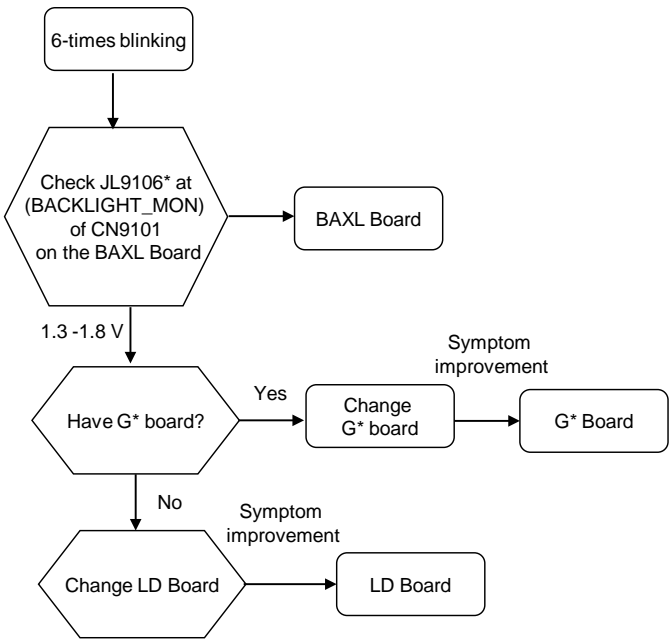 6-times blinking
Check JL9106* at
(BACKLIGHT_MON)
of CN9101
on the BAXL Board
BAXL Board
1.3 -1.8 V
Have G* board?
Yes
Change
G* board
Symptom
improvement
G* Board
No
Change LD Board
Symptom
improvement
LD Board